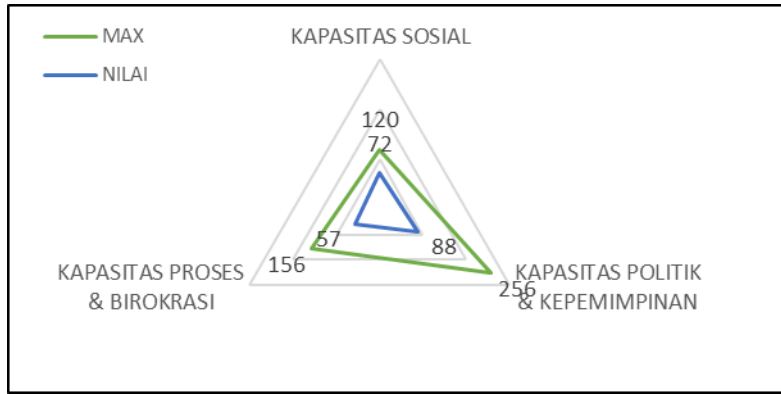 MAX
NILAI
KAPASITAS SOSIAL
120
72
57
88
156
256
KAPASITAS PROSES
& BIROKRASI
KAPASITAS POLITIK
& KEPEMIMPINAN